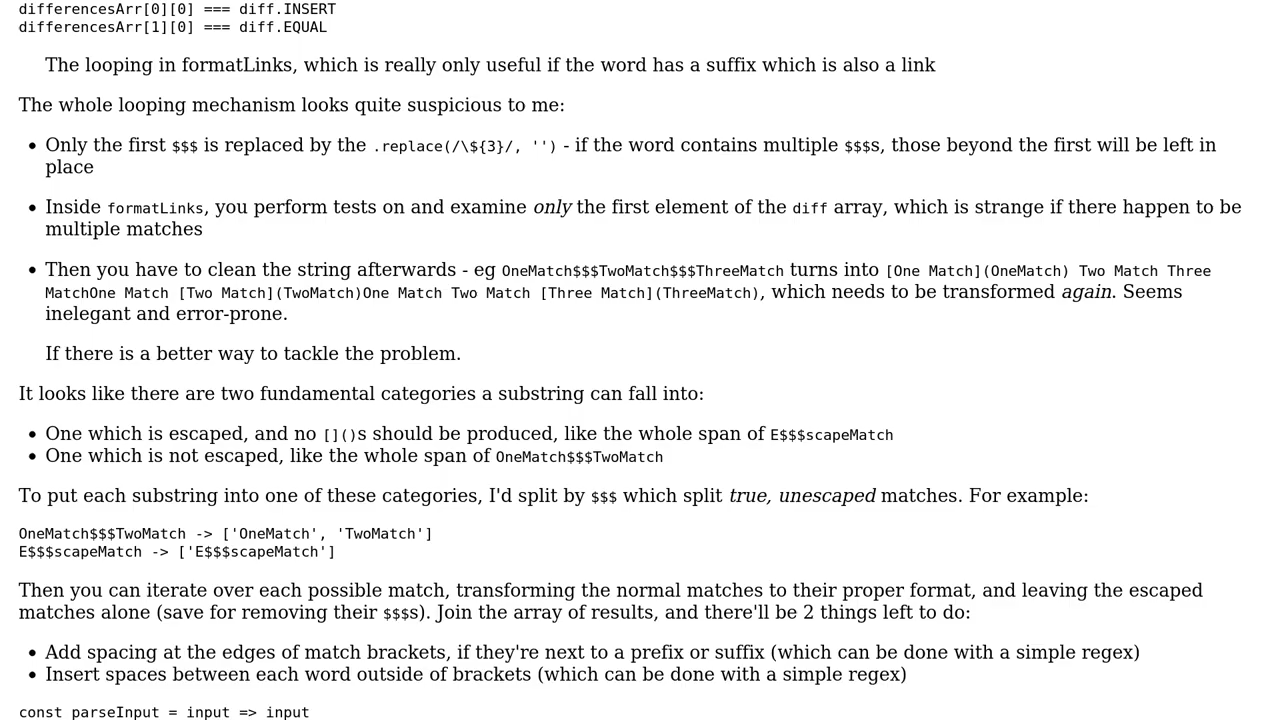 differencesArr[0][0] === diff.INSERT
differencesArr[1][0] === diff.EQUAL
The looping in formatLinks, which is really only useful if the word has a suffix which is also a link
The whole looping mechanism looks quite suspicious to me:
• Only the first $$$ is replaced by the .replace(/\${3}/, '') - if the word contains multiple $$$s, those beyond the first will be left in
place
• Inside formatLinks, you perform tests on and examine only the first element of the diff array, which is strange if there happen to be
multiple matches
• Then you have to clean the string afterwards - eg OneMatch$$$TwoMatch$$$ThreeMatch turns into [One Match](OneMatch) Two Match Three
MatchOne Match [Two Match](TwoMatch)One Match Two Match [Three Match](ThreeMatch), which needs to be transformed again. Seems
inelegant and error-prone.
If there is a better way to tackle the problem.
It looks like there are two fundamental categories a substring can fall into:
• One which is escaped, and no []()s should be produced, like the whole span of E$$$scapeMatch
• One which is not escaped, like the whole span of OneMatch$$$TwoMatch
To put each substring into one of these categories, I'd split by $$$ which split true, unescaped matches. For example:
OneMatch$$$TwoMatch -> ['OneMatch', 'TwoMatch']
E$$$scapeMatch -> ['E$$$scapeMatch']
Then you can iterate over each possible match, transforming the normal matches to their proper format, and leaving the escaped
matches alone (save for removing their $$$s). Join the array of results, and there'll be 2 things left to do:
• Add spacing at the edges of match brackets, if they're next to a prefix or suffix (which can be done with a simple regex)
• Insert spaces between each word outside of brackets (which can be done with a simple regex)
const parseInput = input => input